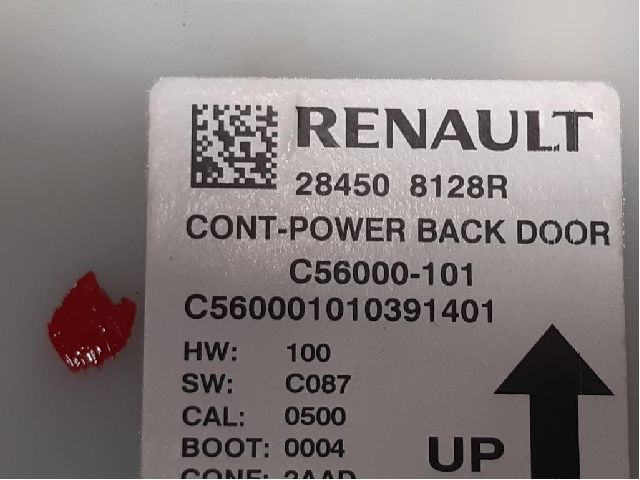 RENAULT
28450 8128R
CONT-POWER BACK DOOR
C56000-101
C560001010391401
HW: 100
SW: C087
CAL: 0500
BOOT: 0004
UP